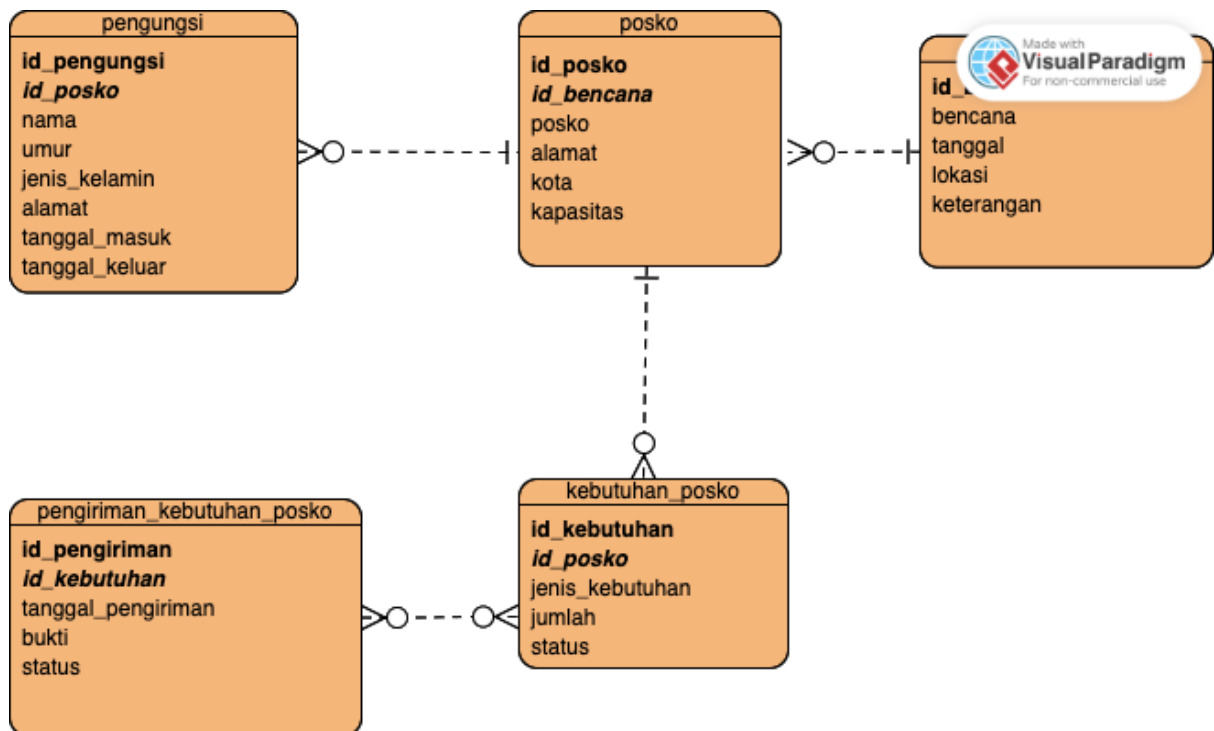 pengungsi
id_pengungsi
id_posko
nama
umur
jenis_kelamin
alamat
tanggal_masuk
tanggal_keluar
posko
id_posko
id_bencana
posko
alamat
kota
kapasitas
Made with
Visual Paradigm
For non-commercial use
bencana
tanggal
lokasi
keterangan
pengiriman_kebutuhan_posko
id_pengiriman
id_kebutuhan
tanggal_pengiriman
bukti
status
kebutuhan_posko
id_kebutuhan
id_posko
jenis_kebutuhan
jumlah
status